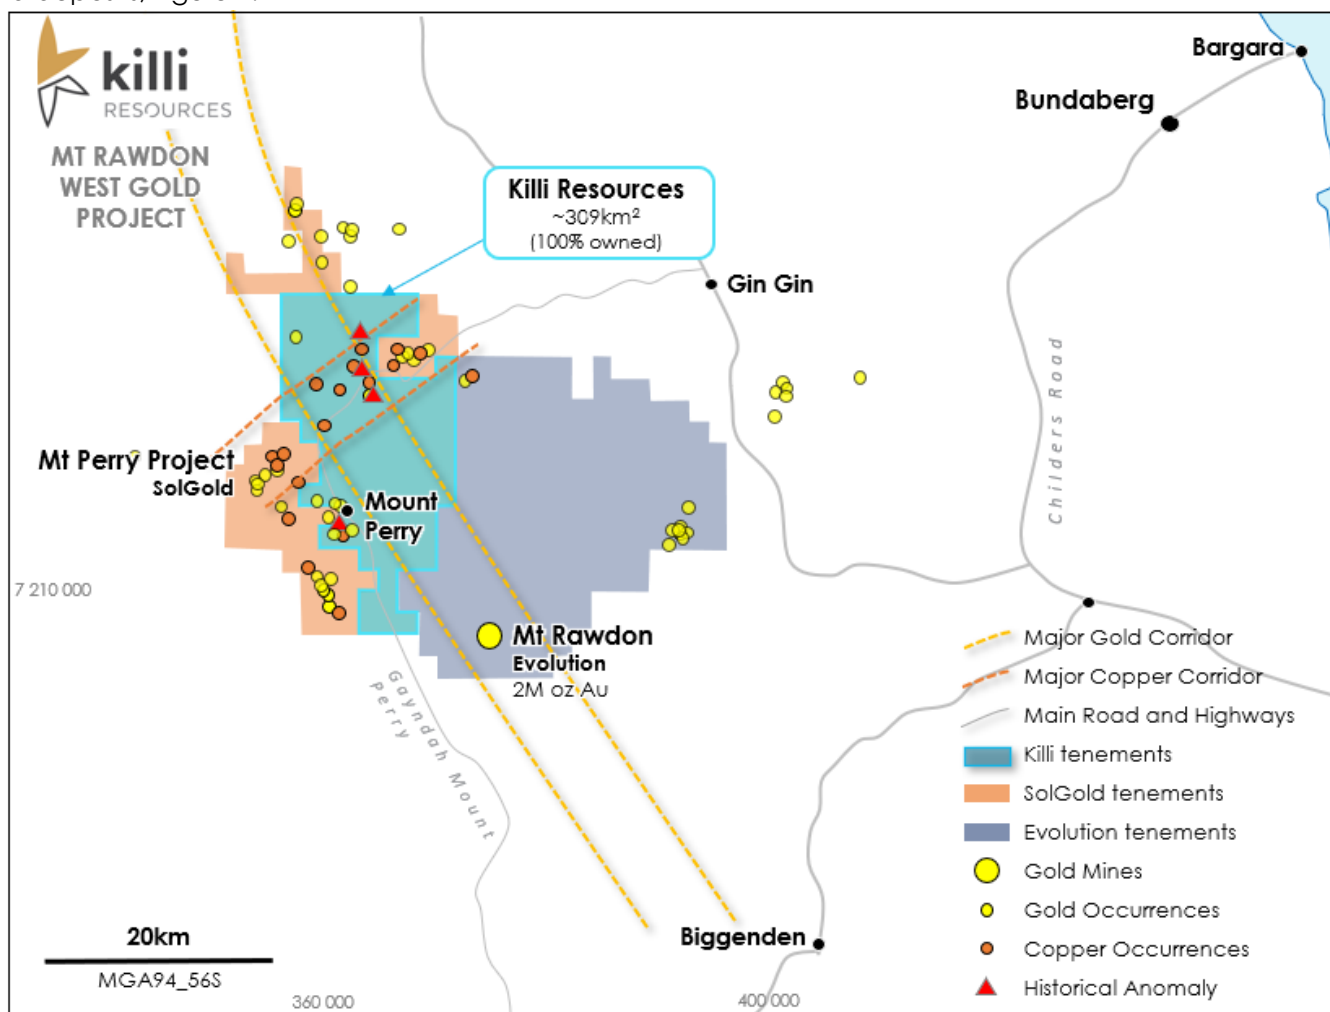 killi
RESOURCES
MT RAWDON
WEST GOLD
PROJECT
Bargara
Bundaberg
Killi Resources
~309km²
(100% owned)
Gin Gin
Childers Road
Mt Perry Project
SolGold
Mount
Perry
7 210 000
Mt Rawdon
Evolution
2M oz Au
Gayndah Mount
Perry
Major Gold Corridor
Major Copper Corridor
Main Road and Highways
Killi tenements
SolGold tenements
Evolution tenements
Gold Mines
Gold Occurrences
Copper Occurrences
Historical Anomaly
Biggenden
20km
MGA94_56S
360 000
400 000